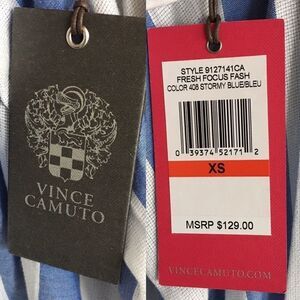 VINCE
CAMUTO
STYLE 9127141CA
FRESH FOCUS FASH
COLOR 408 STORMY BLUE/BLEU
0 39374 52171 2
XS
MSRP $129.00
VINCECAMUTO.COM